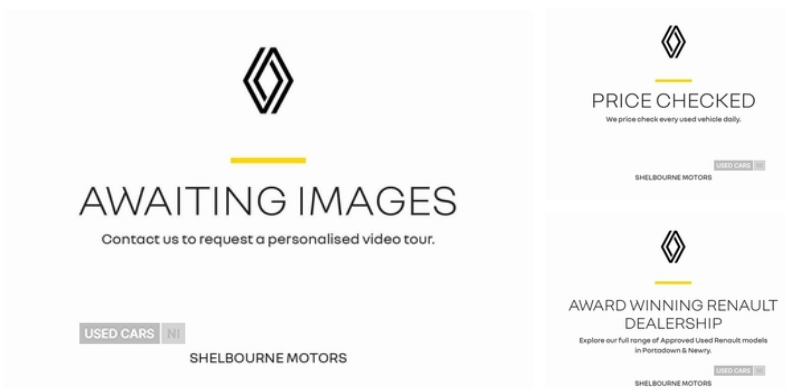 AWAITING IMAGES
Contact us to request a personalised video tour.
USED CARS NI
SHELBOURNE MOTORS
PRICE CHECKED
We price check every used vehicle daily.
USED CARS NI
SHELBOURNE MOTORS
AWARD WINNING RENAULT
DEALERSHIP
Explore our full range of Approved Used Renault models
in Portadown & Newry.
USED CARS NI
SHELBOURNE MOTORS